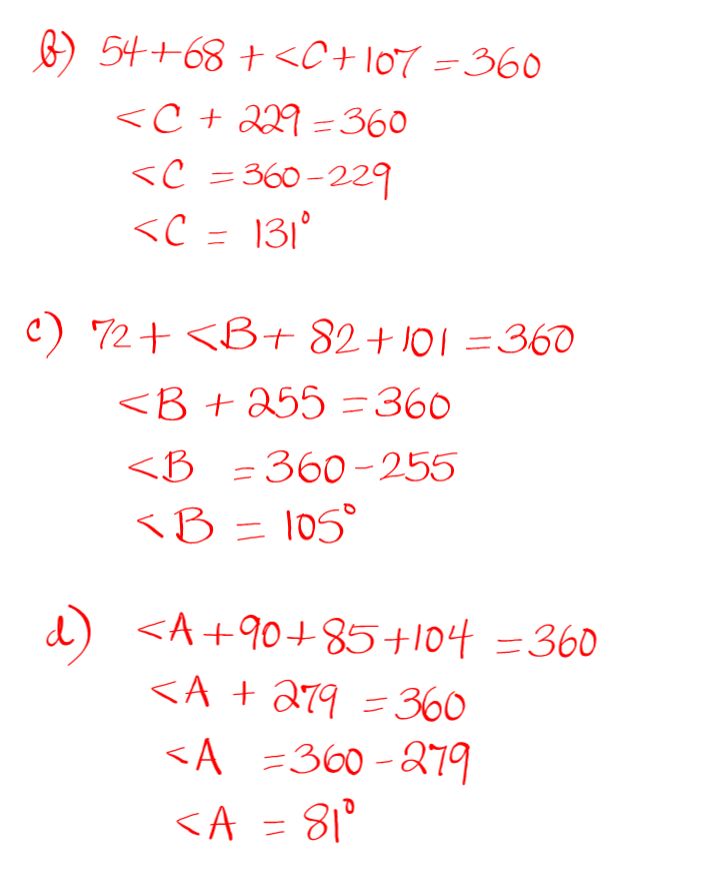 b) 54+68 + <C+107 = 360
<C + 229 = 360
<C = 360-229
<C = 131°
c) 72+ <B+ 82+101 = 360
<B + 255 = 360
<B = 360-255
<B = 105°
d) <A+90+85+104 = 360
<A + 279 = 360
<A = 360-279
<A = 81°